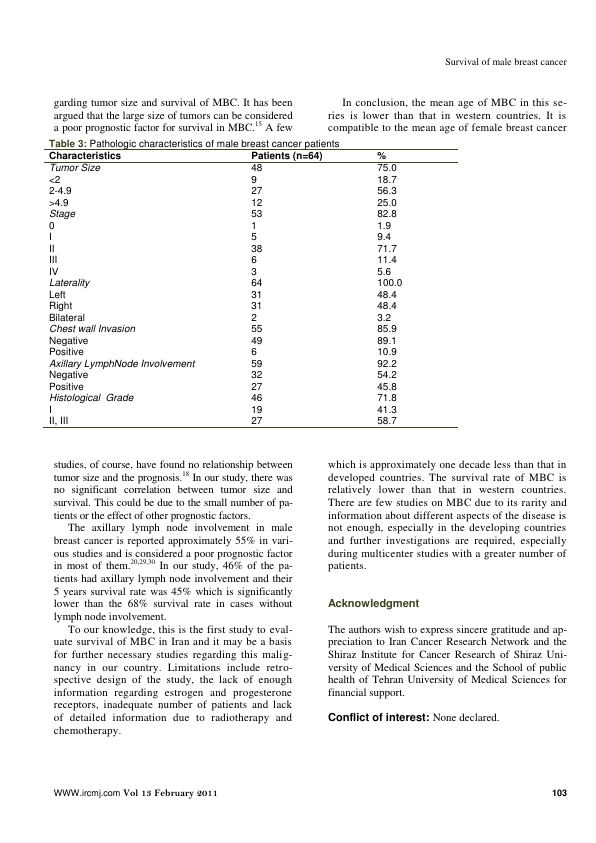 Survival of male breast cancer
garding tumor size and survival of MBC. It has been
argued that the large size of tumors can be considered
a poor prognostic factor for survival in MBC.15 A few
In conclusion, the mean age of MBC in this se-
ries is lower than that in western countries. It is
compatible to the mean age of female breast cancer
Table 3: Pathologic characteristics of male breast cancer patients
Characteristics Patients (n=64) %
Tumor Size 48 75.0
<2 9 18.7
2-4.9 27 56.3
>4.9 12 25.0
Stage 53 82.8
0 1 1.9
I 5 9.4
II 38 71.7
III 6 11.4
IV 3 5.6
Laterality 64 100.0
Left 31 48.4
Right 31 48.4
Bilateral 2 3.2
Chest wall Invasion 55 85.9
Negative 49 89.1
Positive 6 10.9
Axillary LymphNode Involvement 59 92.2
Negative 32 54.2
Positive 27 45.8
Histological Grade 46 71.8
I 19 41.3
II, III 27 58.7
studies, of course, have found no relationship between
tumor size and the prognosis.18 In our study, there was
no significant correlation between tumor size and
survival. This could be due to the small number of pa-
tients or the effect of other prognostic factors.
The axillary lymph node involvement in male
breast cancer is reported approximately 55% in vari-
ous studies and is considered a poor prognostic factor
in most of them.20,29,30 In our study, 46% of the pa-
tients had axillary lymph node involvement and their
5 years survival rate was 45% which is significantly
lower than the 68% survival rate in cases without
lymph node involvement.
To our knowledge, this is the first study to eval-
uate survival of MBC in Iran and it may be a basis
for further necessary studies regarding this malig-
nancy in our country. Limitations include retro-
spective design of the study, the lack of enough
information regarding estrogen and progesterone
receptors, inadequate number of patients and lack
of detailed information due to radiotherapy and
chemotherapy.
which is approximately one decade less than that in
developed countries. The survival rate of MBC is
relatively lower than that in western countries.
There are few studies on MBC due to its rarity and
information about different aspects of the disease is
not enough, especially in the developing countries
and further investigations are required, especially
during multicenter studies with a greater number of
patients.
Acknowledgment
The authors wish to express sincere gratitude and ap-
preciation to Iran Cancer Research Network and the
Shiraz Institute for Cancer Research of Shiraz Uni-
versity of Medical Sciences and the School of public
health of Tehran University of Medical Sciences for
financial support.
Conflict of interest: None declared.
WWW.ircmj.com Vol 13 February 2011
103